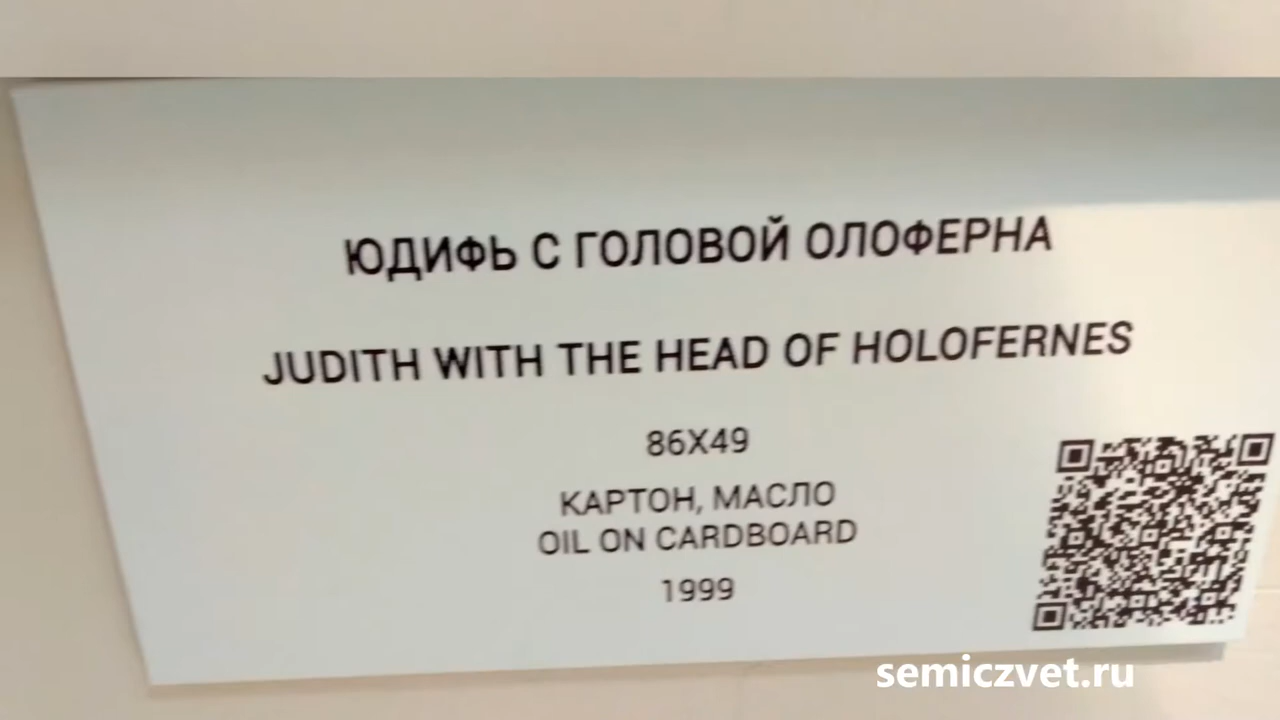 ЮДИФЬ С ГОЛОВОЙ ОЛОФЕРНА
JUDITH WITH THE HEAD OF HOLOFERNES
86X49
КАРТОН, МАСЛО
OIL ON CARDBOARD
1999
semiczvet.ru